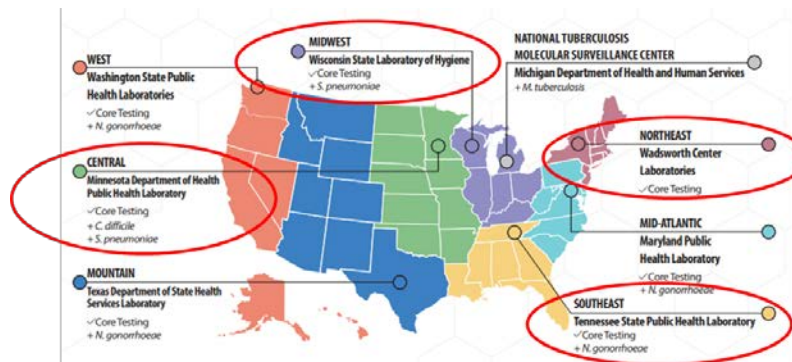 MIDWEST
Wisconsin State Laboratory of Hygiene
✓Core Testing
+ S. pneumoniae
NATIONAL TUBERCULOSIS
MOLECULAR SURVEILLANCE CENTER
Michigan Department of Health and Human Services
+ M. tuberculosis
WEST
Washington State Public
Health Laboratories
✓Core Testing
+ N. gonorrhoeae
NORTHEAST
Wadsworth Center
Laboratories
✓Core Testing
CENTRAL
Minnesota Department of Health
Public Health Laboratory
✓Core Testing
+ C. difficile
+ S. pneumoniae
MID-ATLANTIC
Maryland Public
Health Laboratory
✓Core Testing
+ N. gonorrhoeae
MOUNTAIN
Texas Department of State Health
Services Laboratory
✓Core Testing
+ N. gonorrhoeae
SOUTHEAST
Tennessee State Public Health Laboratory
✓Core Testing
+ N. gonorrhoeae